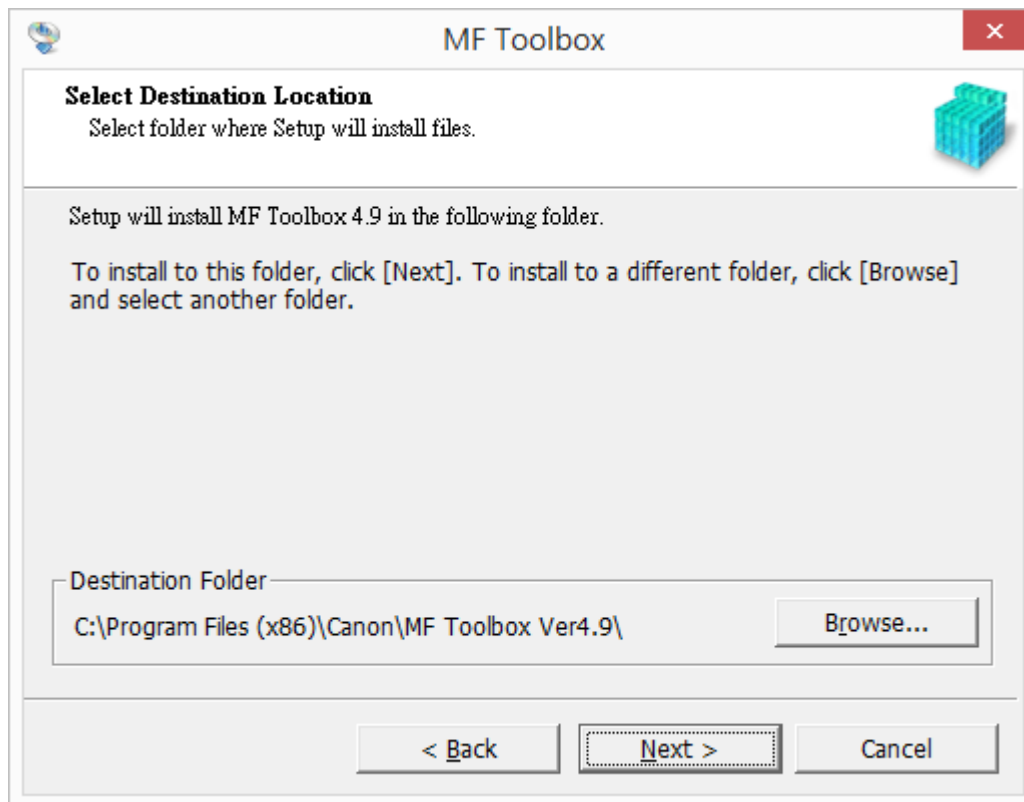 MF Toolbox
Select Destination Location
Select folder where Setup will install files.
Setup will install MF Toolbox 4.9 in the following folder.
To install to this folder, click [Next]. To install to a different folder, click [Browse]
and select another folder.
Destination Folder
C:\Program Files (x86)\Canon\MF Toolbox Ver4.9\
Browse...
< Back
Next >
Cancel